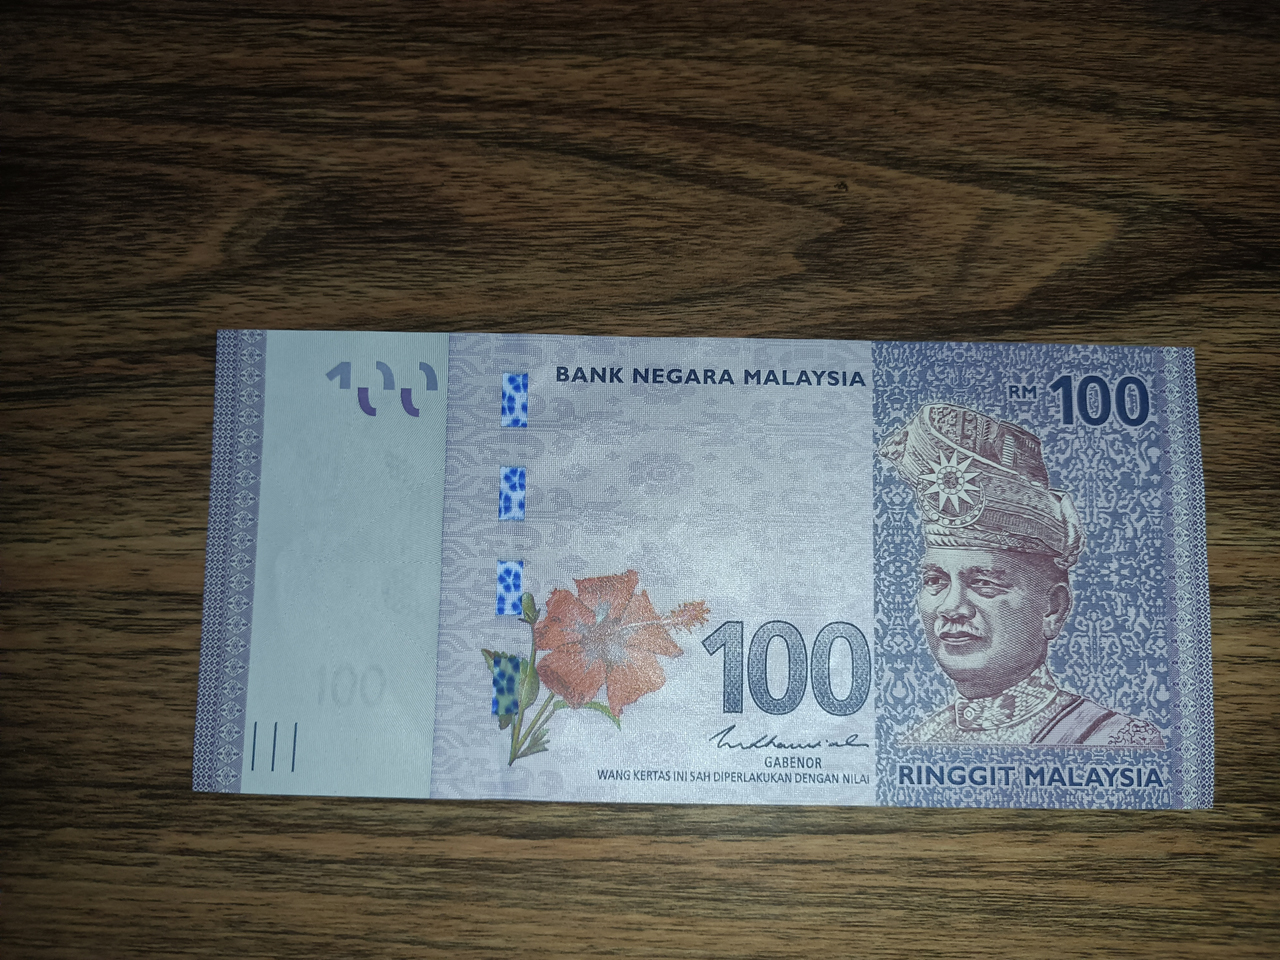 100
BANK NEGARA MALAYSIA
RM 100
100
100
GABENOR
WANG KERTAS INI SAH DIPERLAKUKAN DENGAN NILAI
RINGGIT MALAYSIA